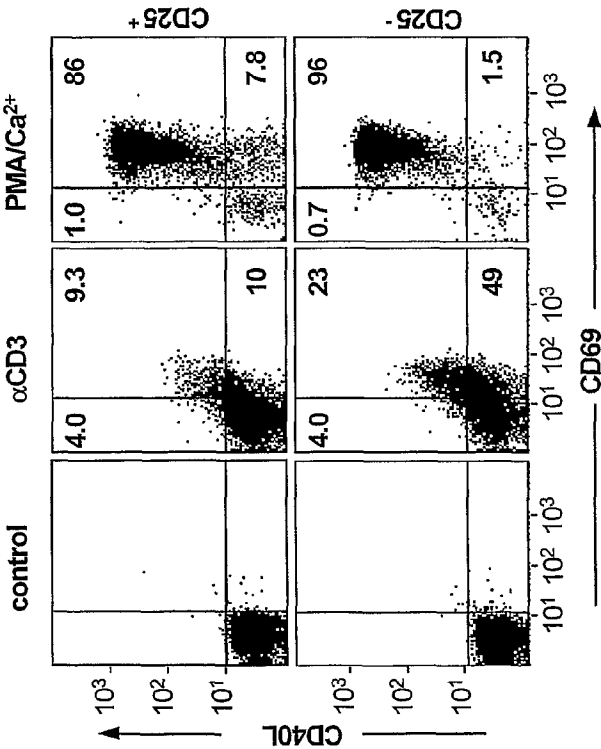 control
αCD3
PMA/Ca²⁺
10³
10²
10¹
4.0
9.3
10
1.0
86
7.8
CD25⁺
10³
10²
10¹
4.0
23
49
0.7
96
1.5
CD25⁻
10¹ 10² 10³
10¹ 10² 10³
10¹ 10² 10³
CD40L
CD69